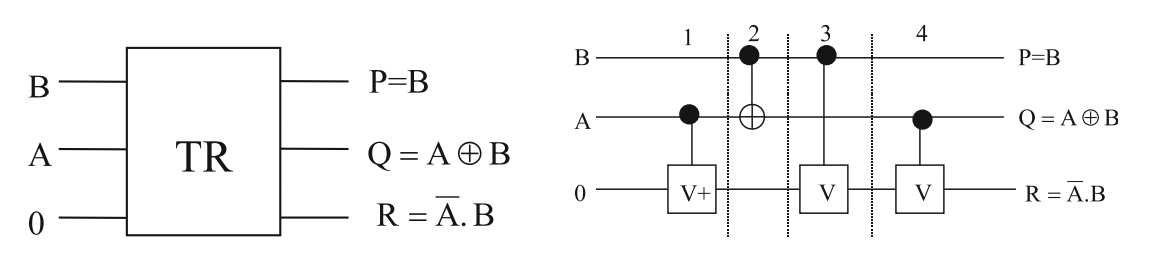 B
P=B
A
TR
Q = A ⊕ B
0
R = A̅. B
1
2
3
4
B
P=B
A
Q = A ⊕ B
0
V+
V
V
R = A̅.B